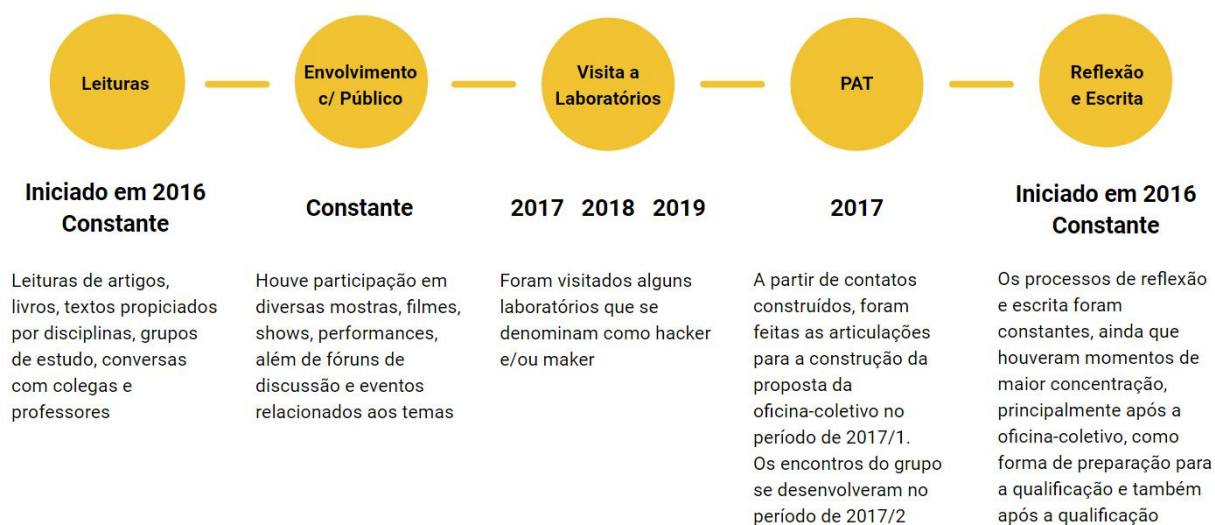 Leituras
Envolvimento
c/ Público
Visita a
Laboratórios
PAT
Reflexão
e Escrita
Iniciado em 2016
Constante
Constante
2017 2018 2019
2017
Iniciado em 2016
Constante
Leituras de artigos,
livros, textos propiciados
por disciplinas, grupos
de estudo, conversas
com colegas e
professores
Houve participação em
diversas mostras, filmes,
shows, performances,
além de fóruns de
discussão e eventos
relacionados aos temas
Foram visitados alguns
laboratórios que se
denominam como hacker
e/ou maker
A partir de contatos
construídos, foram
feitas as articulações
para a construção da
proposta da
oficina-coletivo no
período de 2017/1.
Os encontros do grupo
se desenvolveram no
período de 2017/2
Os processos de reflexão
e escrita foram
constantes, ainda que
houveram momentos de
maior concentração,
principalmente após a
oficina-coletivo, como
forma de preparação para
a qualificação e também
após a qualificação